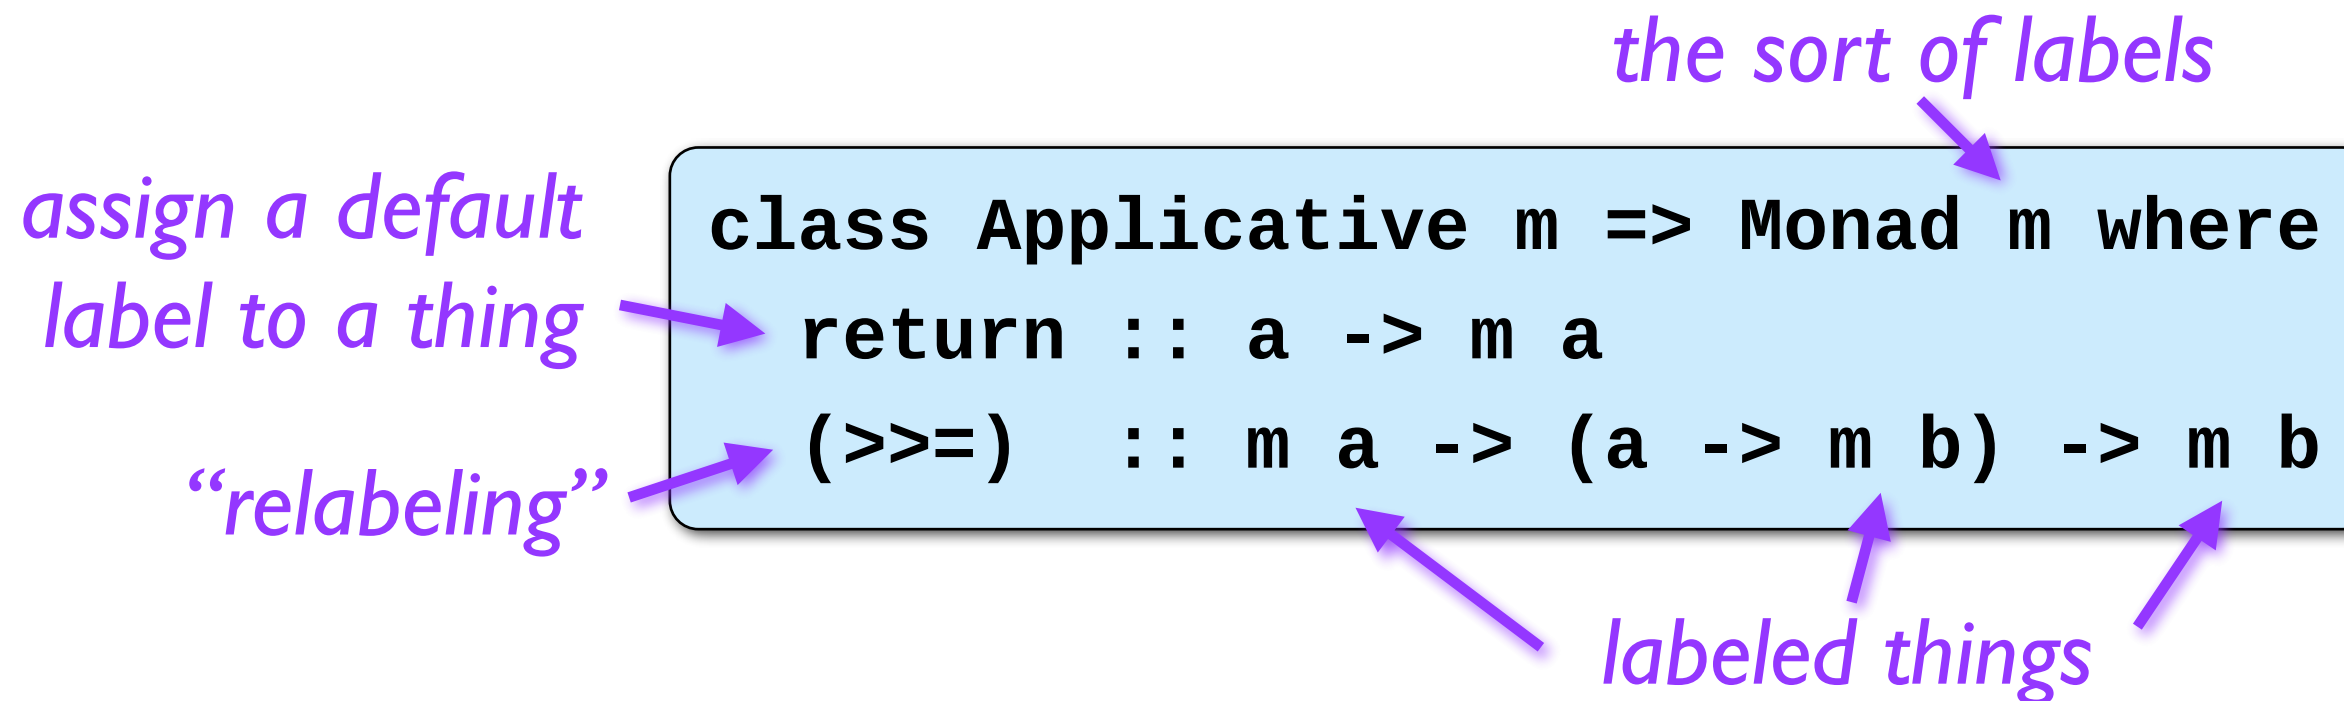 the sort of labels
assign a default
label to a thing
class Applicative m => Monad m where
return :: a -> m a
(>>=) :: m a -> (a -> m b) -> m b
“relabeling”
labeled things